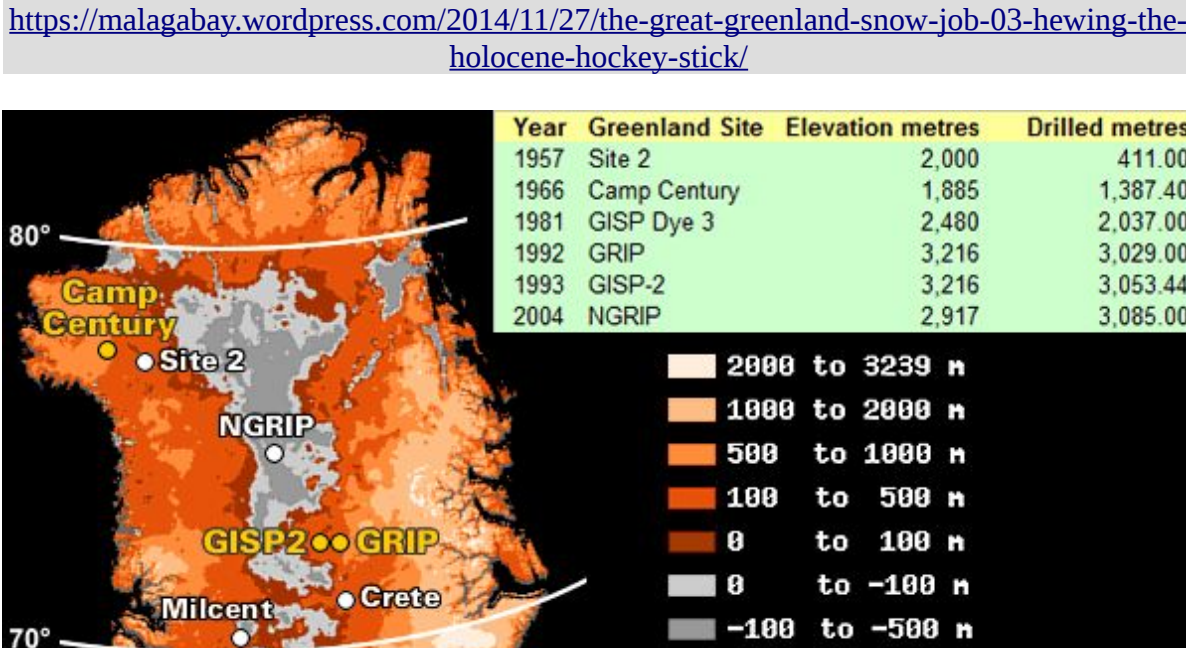 https://malagabay.wordpress.com/2014/11/27/the-great-greenland-snow-job-03-hewing-the-
holocene-hockey-stick/
Year Greenland Site Elevation metres Drilled metres
1957 Site 2 2,000 411.00
1966 Camp Century 1,885 1,387.40
1981 GISP Dye 3 2,480 2,037.00
1992 GRIP 3,216 3,029.00
1993 GISP-2 3,216 3,053.44
2004 NGRIP 2,917 3,085.00
80°
Camp
Century
Site 2
NGRIP
GISP2 GRIP
Crete
Milcent
70°
2000 to 3239 m
1000 to 2000 m
500 to 1000 m
100 to 500 m
0 to 100 m
0 to -100 m
-100 to -500 m